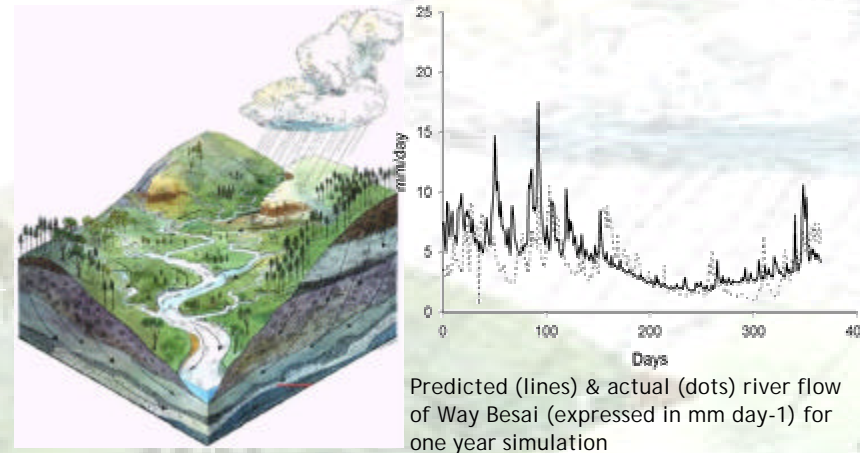 25
20
15
10
5
0
mm/day
0 100 200 300 40
Days
Predicted (lines) & actual (dots) river flow
of Way Besai (expressed in mm day-1) for
one year simulation